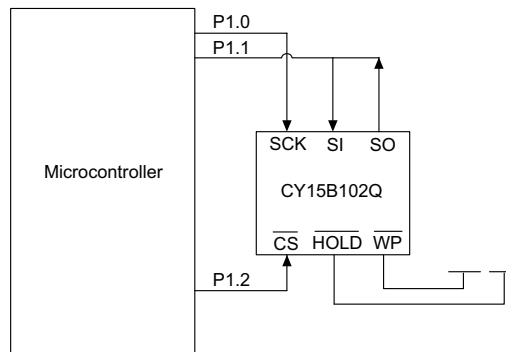 P1.0
P1.1
SCK SI SO
Microcontroller
CY15B102Q
CS HOLD WP
P1.2